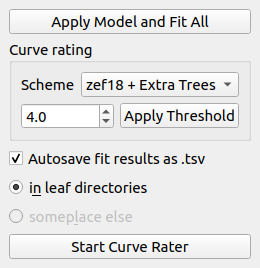 Apply Model and Fit All
Curve rating
Scheme zef18 + Extra Trees
4.0 Apply Threshold
Autosave fit results as .tsv
in leaf directories
someplace else
Start Curve Rater